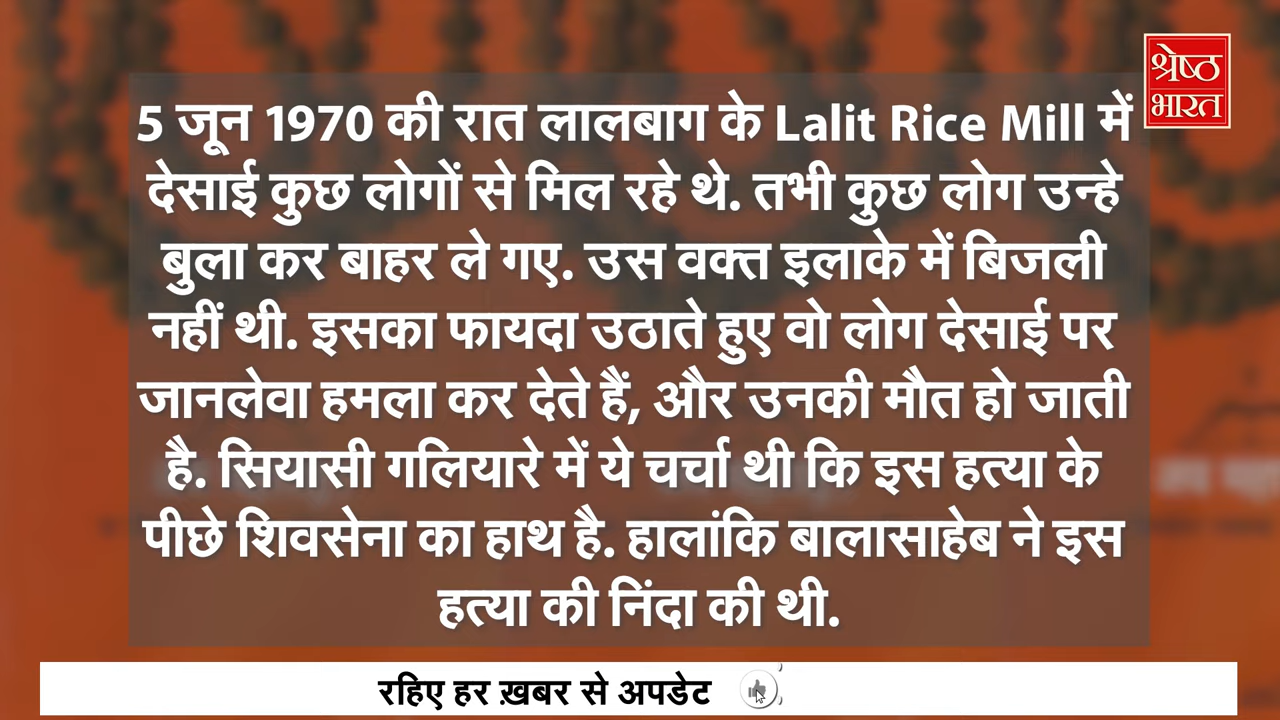 श्रेष्ठ
भारत
5 जून 1970 की रात लालबाग के Lalit Rice Mill में
देसाई कुछ लोगों से मिल रहे थे. तभी कुछ लोग उन्हे
बुला कर बाहर ले गए. उस वक्त इलाके में बिजली
नहीं थी. इसका फायदा उठाते हुए वो लोग देसाई पर
जानलेवा हमला कर देते हैं, और उनकी मौत हो जाती
है. सियासी गलियारे में ये चर्चा थी कि इस हत्या के
पीछे शिवसेना का हाथ है. हालांकि बालासाहेब ने इस
हत्या की निंदा की थी.
रहिए हर ख़बर से अपडेट